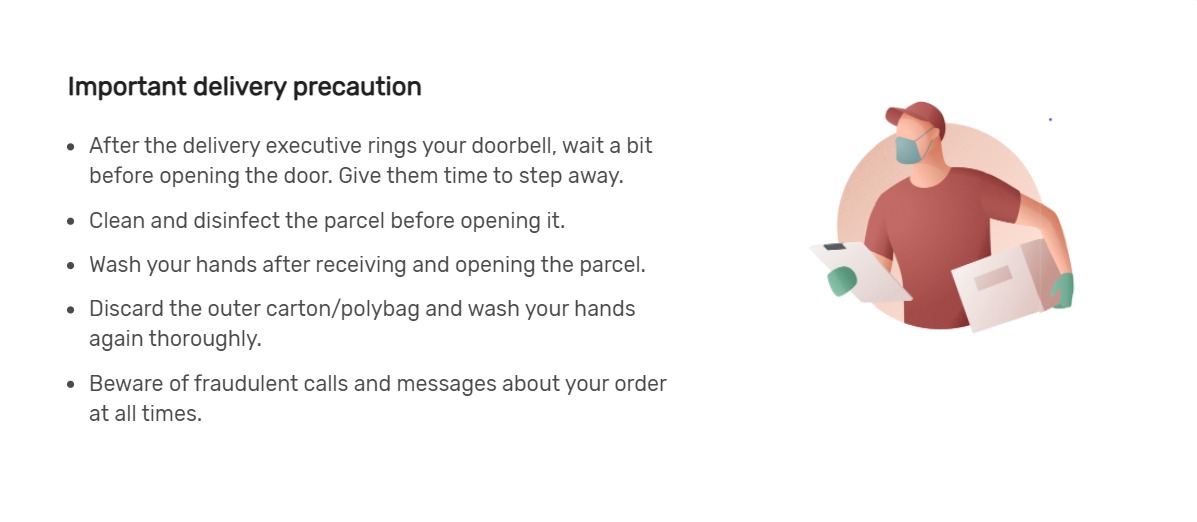 Important delivery precaution
• After the delivery executive rings your doorbell, wait a bit
before opening the door. Give them time to step away.
• Clean and disinfect the parcel before opening it.
• Wash your hands after receiving and opening the parcel.
• Discard the outer carton/polybag and wash your hands
again thoroughly.
• Beware of fraudulent calls and messages about your order
at all times.